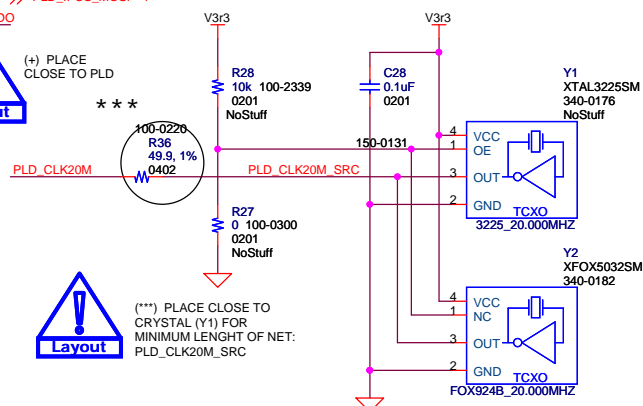 DO
(+) PLACE
CLOSE TO PLD
V3r3
R28
10k 100-2339
0201
NoStuff
V3r3
C28
0.1uF
0201
Y1
XTAL3225SM
340-0176
NoStuff
* * *
100-0220
R36
49.9, 1%
0402
PLD_CLK20M
PLD_CLK20M_SRC
150-0131
4 VCC
1 OE
3 OUT
2 GND
TCXO
3225_20.000MHZ
R27
0 100-0300
0201
NoStuff
Y2
XFOX5032SM
340-0182
4 VCC
1 NC
3 OUT
2 GND
TCXO
FOX924B_20.000MHZ
!
Layout
(***) PLACE CLOSE TO
CRYSTAL (Y1) FOR
MINIMUM LENGHT OF NET:
PLD_CLK20M_SRC